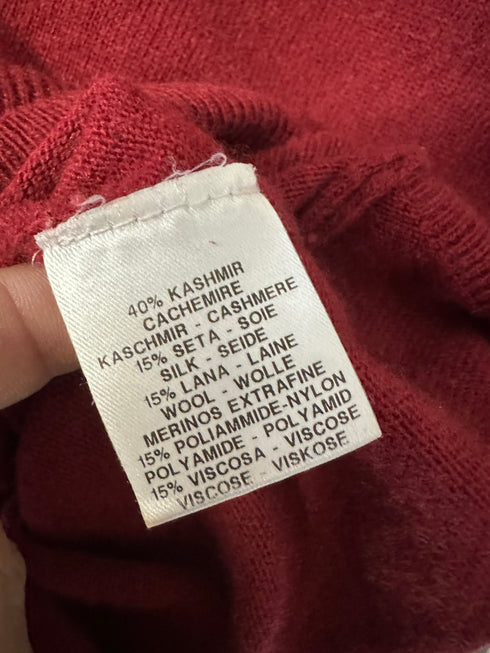 40% KASHMIR
CACHEMIRE
KASCHMIR - CASHMERE
15% SETA - SOIE
SILK - SEIDE
15% LANA - LAINE
WOOL - WOLLE
MERINOS EXTRAFINE
15% POLIAMMIDE-NYLON
POLYAMIDE - POLYAMID
15% VISCOSA - VISCOSE
VISCOSE - VISKOSE